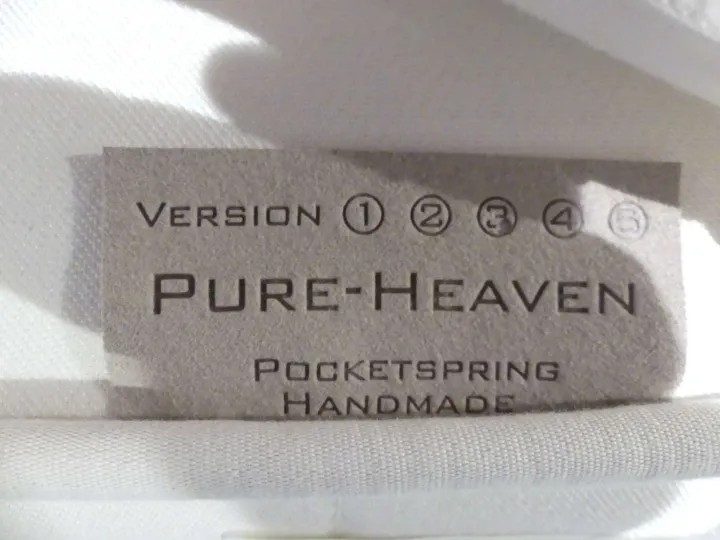 VERSION ① ② ③ ④ ⑤
PURE-HEAVEN
POCKETSPRING
HANDMADE